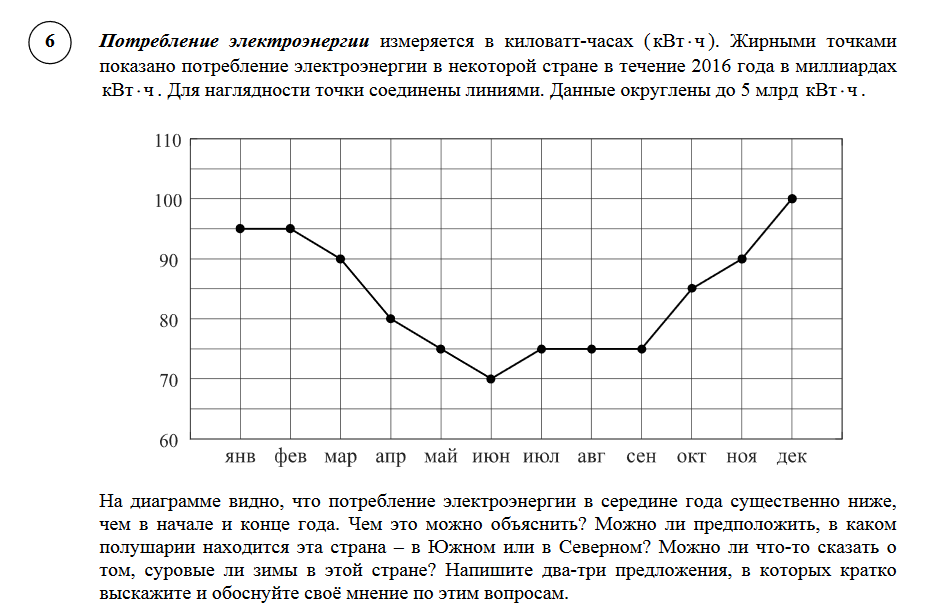 6 Потребление электроэнергии измеряется в киловатт-часах (кВт·ч). Жирными точками
показано потребление электроэнергии в некоторой стране в течение 2016 года в миллиардах
кВт·ч. Для наглядности точки соединены линиями. Данные округлены до 5 млрд кВт·ч.
110
100
90
80
70
60
янв фев мар апр май июн июл авг сен окт ноя дек
На диаграмме видно, что потребление электроэнергии в середине года существенно ниже,
чем в начале и конце года. Чем это можно объяснить? Можно ли предположить, в каком
полушарии находится эта страна – в Южном или в Северном? Можно ли что-то сказать о
том, суровые ли зимы в этой стране? Напишите два-три предложения, в которых кратко
выскажите и обоснуйте своё мнение по этим вопросам.